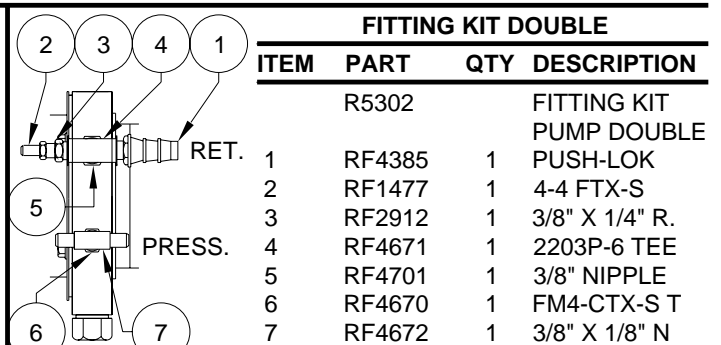 FITTING KIT DOUBLE
2 3 4 1
ITEM PART QTY DESCRIPTION
R5302 FITTING KIT
PUMP DOUBLE
RET.
1 RF4385 1 PUSH-LOK
2 RF1477 1 4-4 FTX-S
5
3 RF2912 1 3/8" X 1/4" R.
PRESS.
4 RF4671 1 2203P-6 TEE
5 RF4701 1 3/8" NIPPLE
6 RF4670 1 FM4-CTX-S T
6 7
7 RF4672 1 3/8" X 1/8" N